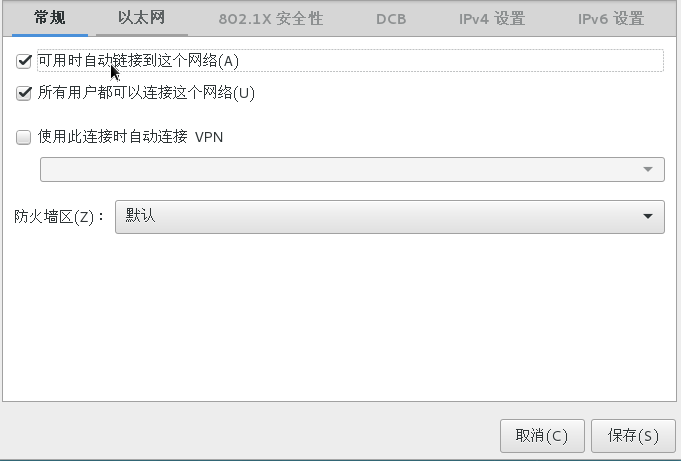 常规 以太网 802.1X 安全性 DCB IPv4 设置 IPv6 设置
可用时自动链接到这个网络(A)
所有用户都可以连接这个网络(U)
使用此连接时自动连接 VPN
防火墙区(Z)： 默认
取消(C) 保存(S)